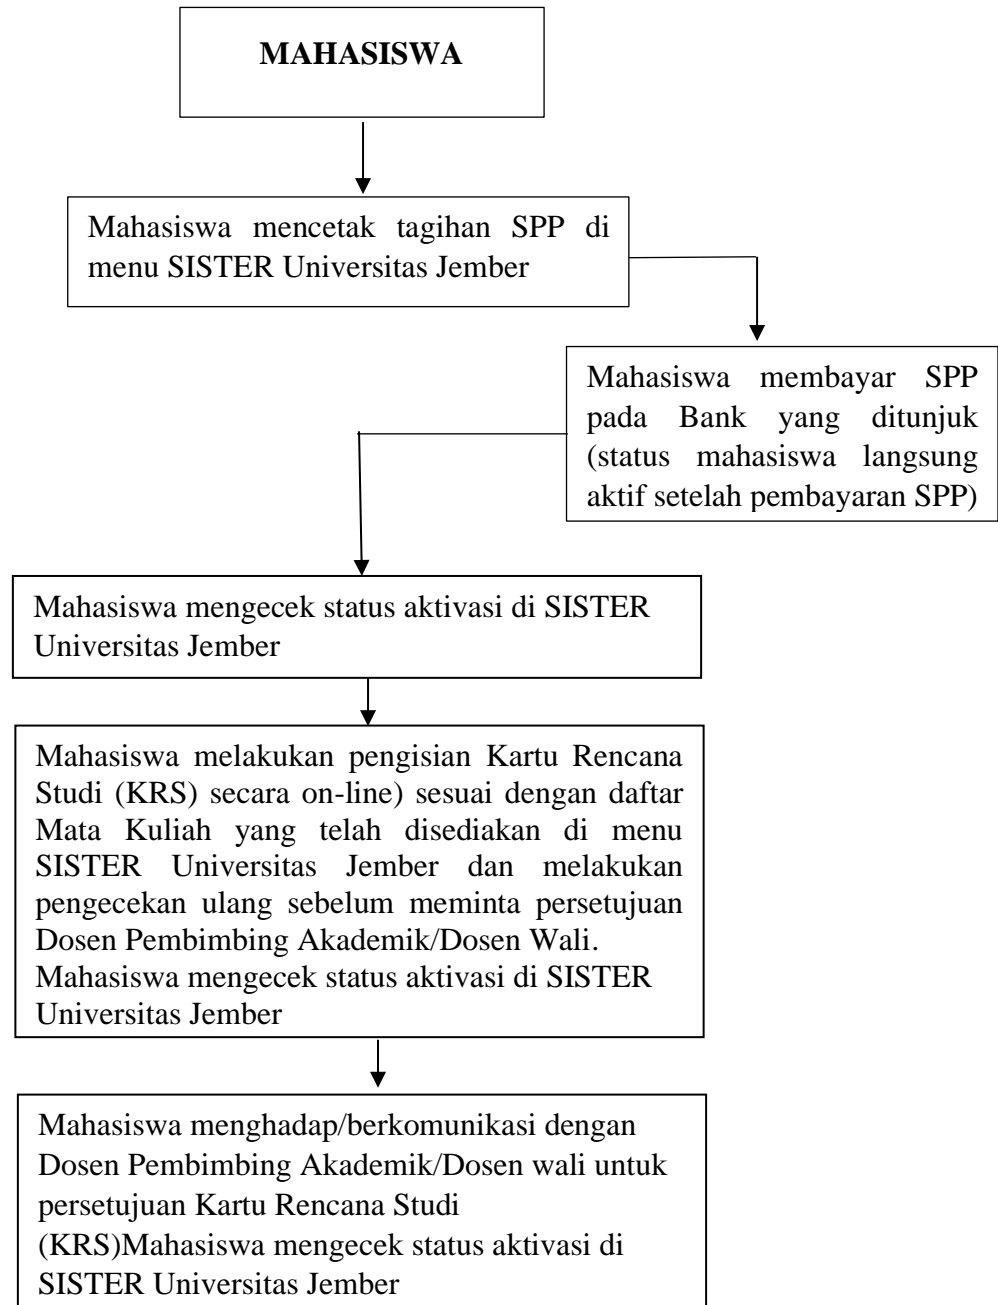 MAHASISWA
Mahasiswa mencetak tagihan SPP di
menu SISTER Universitas Jember
Mahasiswa membayar SPP
pada Bank yang ditunjuk
(status mahasiswa langsung
aktif setelah pembayaran SPP)
Mahasiswa mengecek status aktivasi di SISTER
Universitas Jember
Mahasiswa melakukan pengisian Kartu Rencana
Studi (KRS) secara on-line) sesuai dengan daftar
Mata Kuliah yang telah disediakan di menu
SISTER Universitas Jember dan melakukan
pengecekan ulang sebelum meminta persetujuan
Dosen Pembimbing Akademik/Dosen Wali.
Mahasiswa mengecek status aktivasi di SISTER
Universitas Jember
Mahasiswa menghadap/berkomunikasi dengan
Dosen Pembimbing Akademik/Dosen wali untuk
persetujuan Kartu Rencana Studi
(KRS)Mahasiswa mengecek status aktivasi di
SISTER Universitas Jember